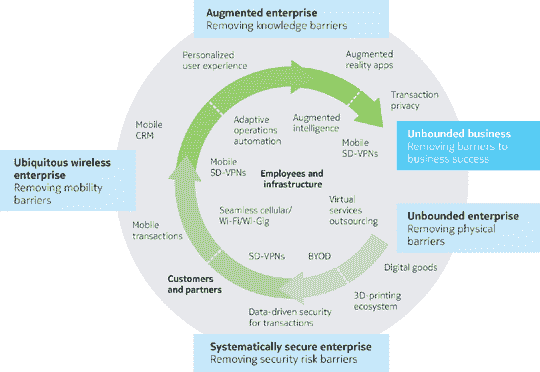 Augmented enterprise
Removing knowledge barriers
Personalized
user experience
Augmented
reality apps
Transaction
privacy
Mobile
CRM
Adaptive
operations
automation
Augmented
intelligence
Mobile
SD-VPNs
Mobile
SD-VPNs
Unbounded business
Removing barriers to
business success
Ubiquitous wireless
enterprise
Removing mobility
barriers
Employees and
infrastructure
Seamless cellular/
Wi-Fi/Wi-Gig
Virtual
services
outsourcing
Unbounded enterprise
Removing physical
barriers
Mobile
transactions
SD-VPNs
BYOD
Digital goods
Customers
and partners
3D-printing
ecosystem
Data-driven security
for transactions
Systematically secure enterprise
Removing security risk barriers